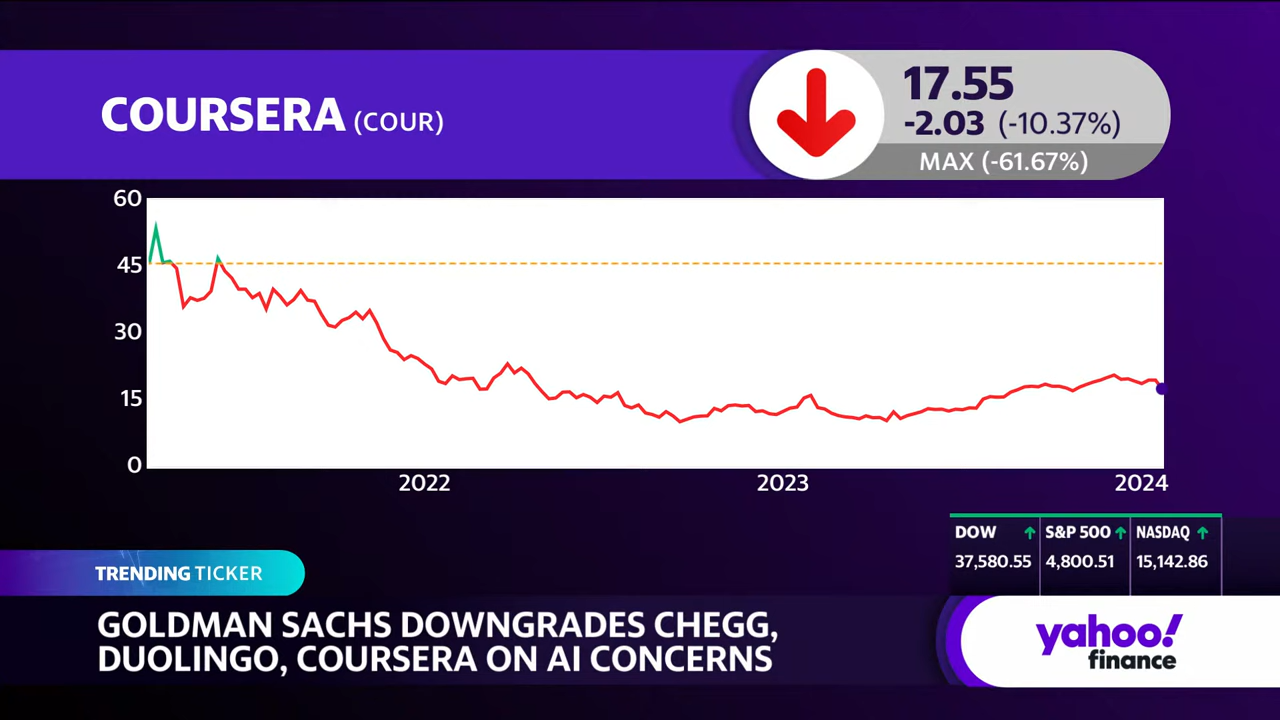 COURSERA (COUR)
17.55
-2.03 (-10.37%)
MAX (-61.67%)
60
45
30
15
0
2022
2023
2024
DOW
37,580.55
S&P 500
4,800.51
NASDAQ
15,142.86
TRENDING TICKER
GOLDMAN SACHS DOWNGRADES CHEGG,
DUOLINGO, COURSERA ON AI CONCERNS
yahoo!
finance